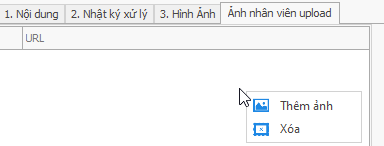 1. Nội dung 2. Nhật ký xử lý 3. Hình Ảnh Ảnh nhân viên upload
URL
Thêm ảnh
Xóa